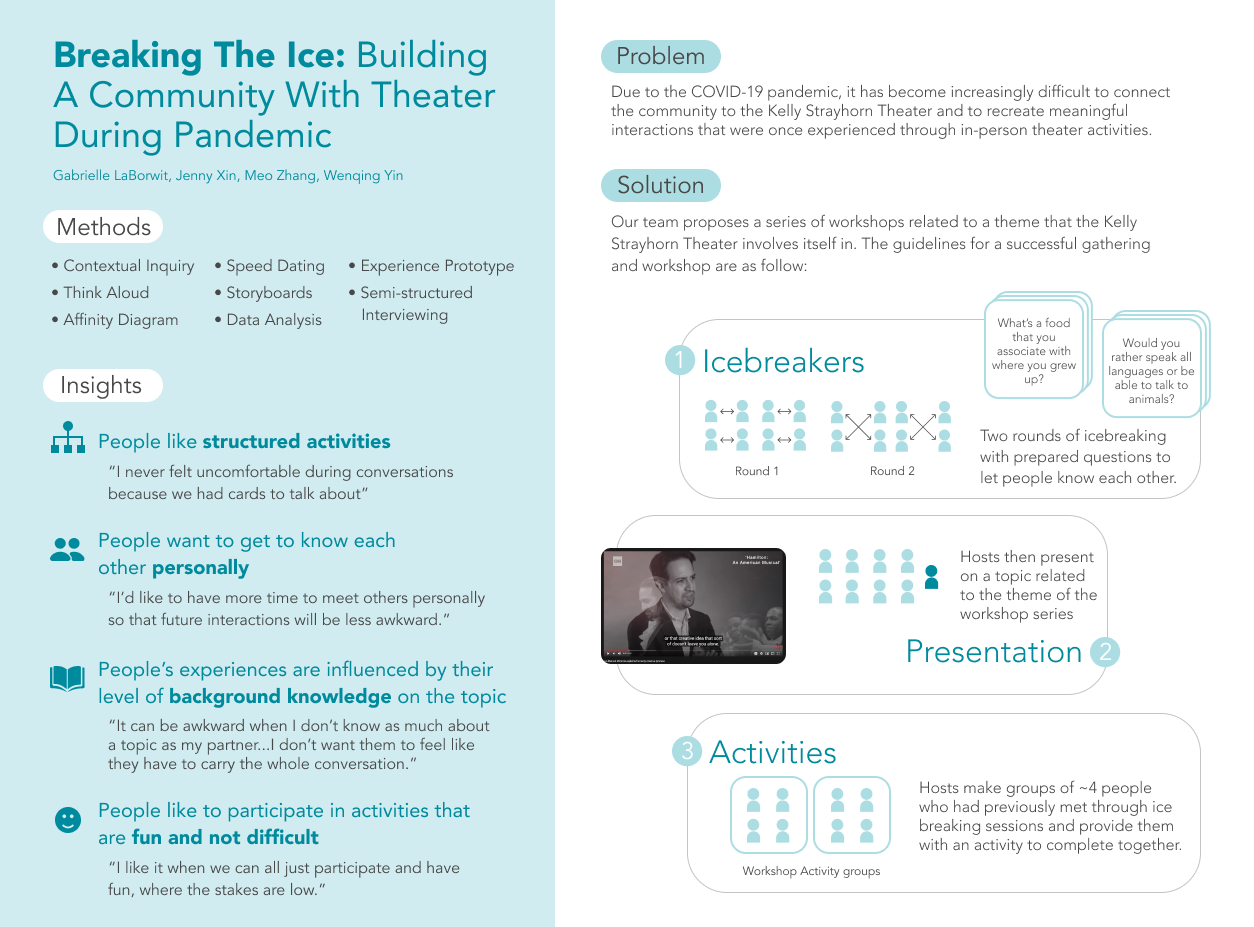 Breaking The Ice: Building
A Community With Theater
During Pandemic
Gabrielle LaBorwit, Jenny Xin, Meo Zhang, Wenqing Yin
Methods
• Contextual Inquiry
• Think Aloud
• Affinity Diagram
• Speed Dating
• Storyboards
• Data Analysis
• Experience Prototype
• Semi-structured
Interviewing
Insights
People like structured activities
“I never felt uncomfortable during conversations
because we had cards to talk about”
People want to get to know each
other personally
“I’d like to have more time to meet others personally
so that future interactions will be less awkward.”
People’s experiences are influenced by their
level of background knowledge on the topic
“It can be awkward when I don’t know as much about
a topic as my partner...I don’t want them to feel like
they have to carry the whole conversation.”
People like to participate in activities that
are fun and not difficult
“I like it when we can all just participate and have
fun, where the stakes are low.”
Problem
Due to the COVID-19 pandemic, it has become increasingly difficult to connect
the community to the Kelly Strayhorn Theater and to recreate meaningful
interactions that were once experienced through in-person theater activities.
Solution
Our team proposes a series of workshops related to a theme that the Kelly
Strayhorn Theater involves itself in. The guidelines for a successful gathering
and workshop are as follow:
1 Icebreakers
What’s a food
that you
associate with
where you grew
up?
Would you
rather speak all
languages or be
able to talk to
animals?
Round 1
Round 2
Two rounds of icebreaking
with prepared questions to
let people know each other.
'Hamilton:
An American Musical'
or that creative idea that sort
of doesn't leave you alone.
Hosts then present
on a topic related
to the theme of the
workshop series
Presentation 2
3 Activities
Workshop Activity groups
Hosts make groups of ~4 people
who had previously met through ice
breaking sessions and provide them
with an activity to complete together.